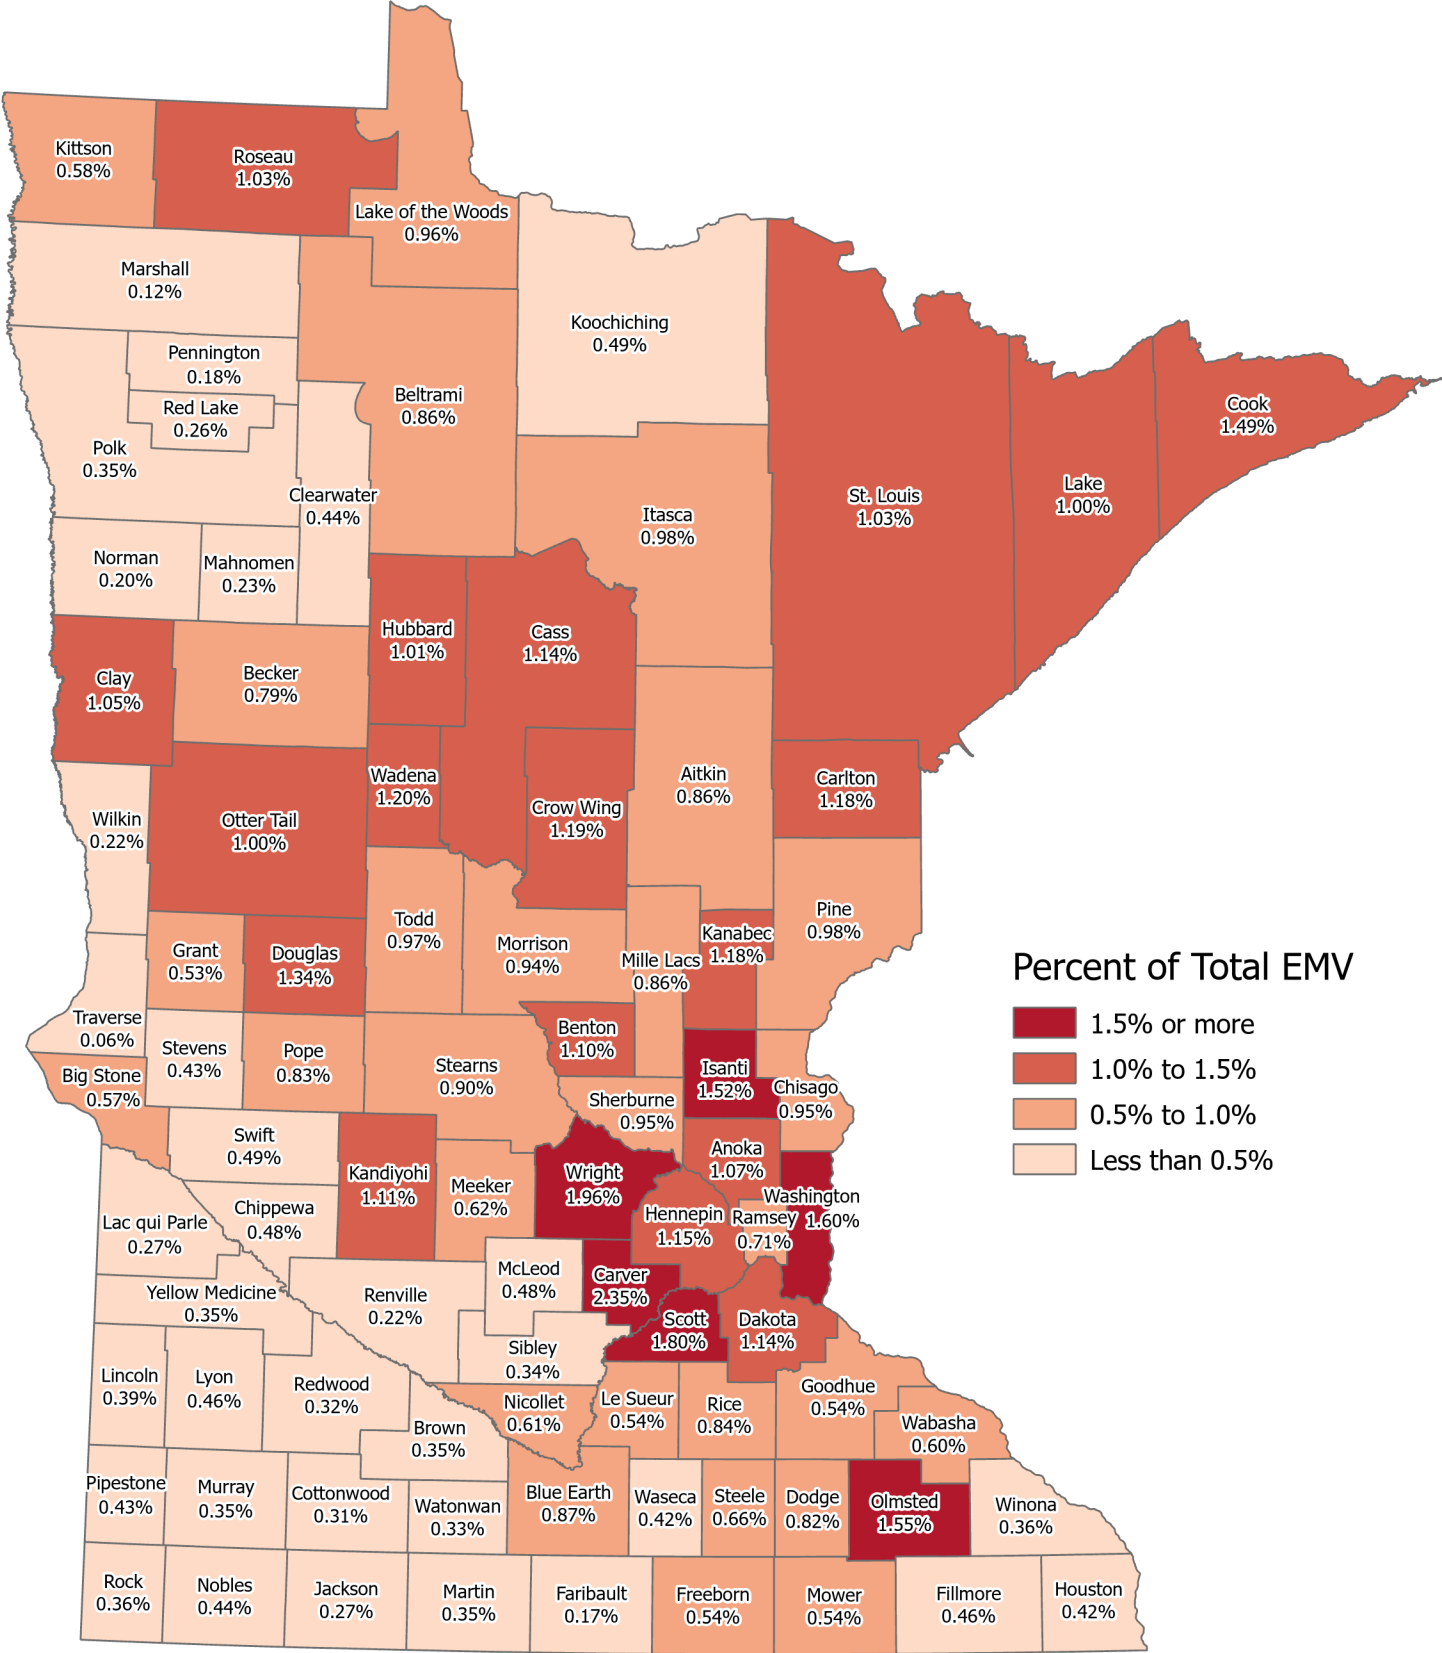 Kittson
0.58%
Roseau
1.03%
Lake of the Woods
0.96%
Marshall
0.12%
Koochiching
0.49%
Pennington
0.18%
Red Lake
0.26%
Beltrami
0.86%
Cook
1.49%
Polk
0.35%
Clearwater
0.44%
Lake
1.00%
St. Louis
1.03%
Itasca
0.98%
Norman
0.20%
Mahnomen
0.23%
Hubbard
1.01%
Cass
1.14%
Clay
1.05%
Becker
0.79%
Wadena
1.20%
Aitkin
0.86%
Carlton
1.18%
Crow Wing
1.19%
Wilkin
0.22%
Otter Tail
1.00%
Pine
0.98%
Todd
0.97%
Kanabec
1.18%
Morrison
0.94%
Grant
0.53%
Douglas
1.34%
Mille Lacs
0.86%
Traverse
0.06%
Benton
1.10%
Stevens
0.43%
Pope
0.83%
Stearns
0.90%
Isanti
1.52%
Big Stone
0.57%
Chisago
0.95%
Sherburne
0.95%
Swift
0.49%
Anoka
1.07%
Kandiyohi
1.11%
Wright
1.96%
Meeker
0.62%
Washington
1.60%
Chippewa
0.48%
Lac qui Parle
0.27%
Hennepin
1.15%
Ramsey
0.71%
McLeod
0.48%
Carver
2.35%
Yellow Medicine
0.35%
Renville
0.22%
Scott
1.80%
Dakota
1.14%
Sibley
0.34%
Lincoln
0.39%
Lyon
0.46%
Redwood
0.32%
Goodhue
0.54%
Nicollet
0.61%
Le Sueur
0.54%
Rice
0.84%
Brown
0.35%
Wabasha
0.60%
Pipestone
0.43%
Murray
0.35%
Cottonwood
0.31%
Watonwan
0.33%
Blue Earth
0.87%
Waseca
0.42%
Steele
0.66%
Dodge
0.82%
Olmsted
1.55%
Winona
0.36%
Rock
0.36%
Nobles
0.44%
Jackson
0.27%
Martin
0.35%
Faribault
0.17%
Freeborn
0.54%
Mower
0.54%
Fillmore
0.46%
Houston
0.42%
Percent of Total EMV
1.5% or more
1.0% to 1.5%
0.5% to 1.0%
Less than 0.5%